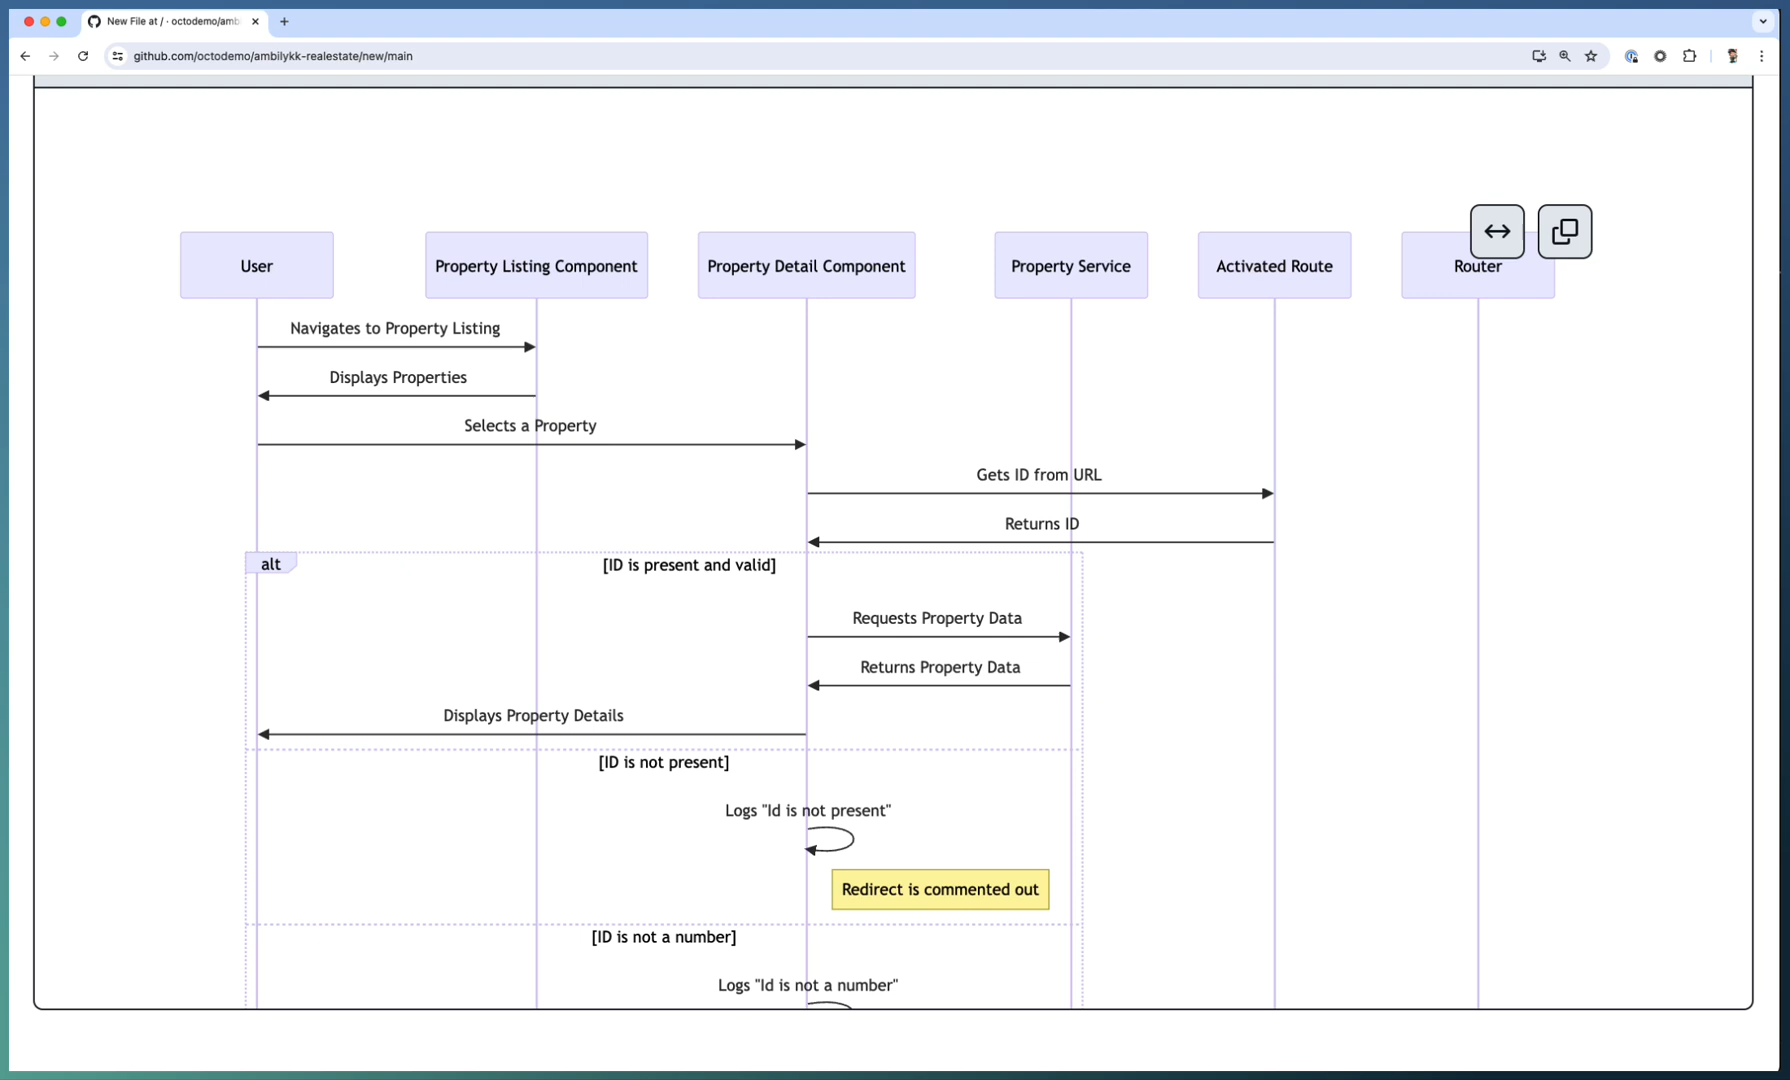 New File at / · octodemo/amb
github.com/octodemo/ambilykk-realestate/new/main
User
Property Listing Component
Property Detail Component
Property Service
Activated Route
Router
Navigates to Property Listing
Displays Properties
Selects a Property
Gets ID from URL
Returns ID
alt
[ID is present and valid]
Requests Property Data
Returns Property Data
Displays Property Details
[ID is not present]
Logs "Id is not present"
Redirect is commented out
[ID is not a number]
Logs "Id is not a number"